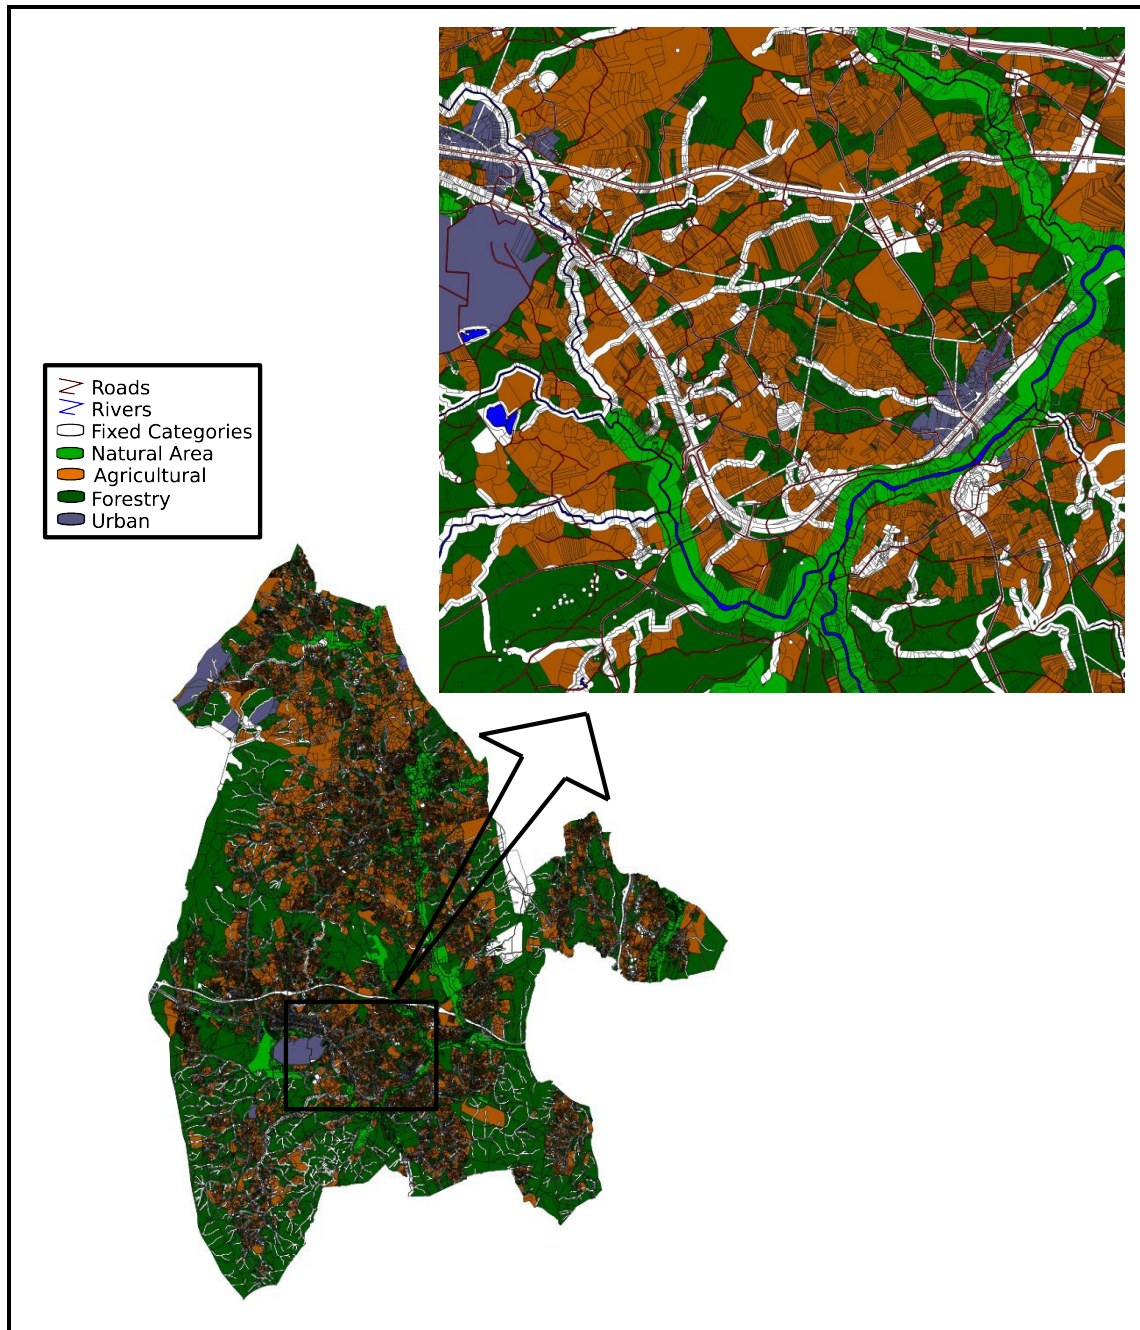 Roads
Rivers
Fixed Categories
Natural Area
Agricultural
Forestry
Urban